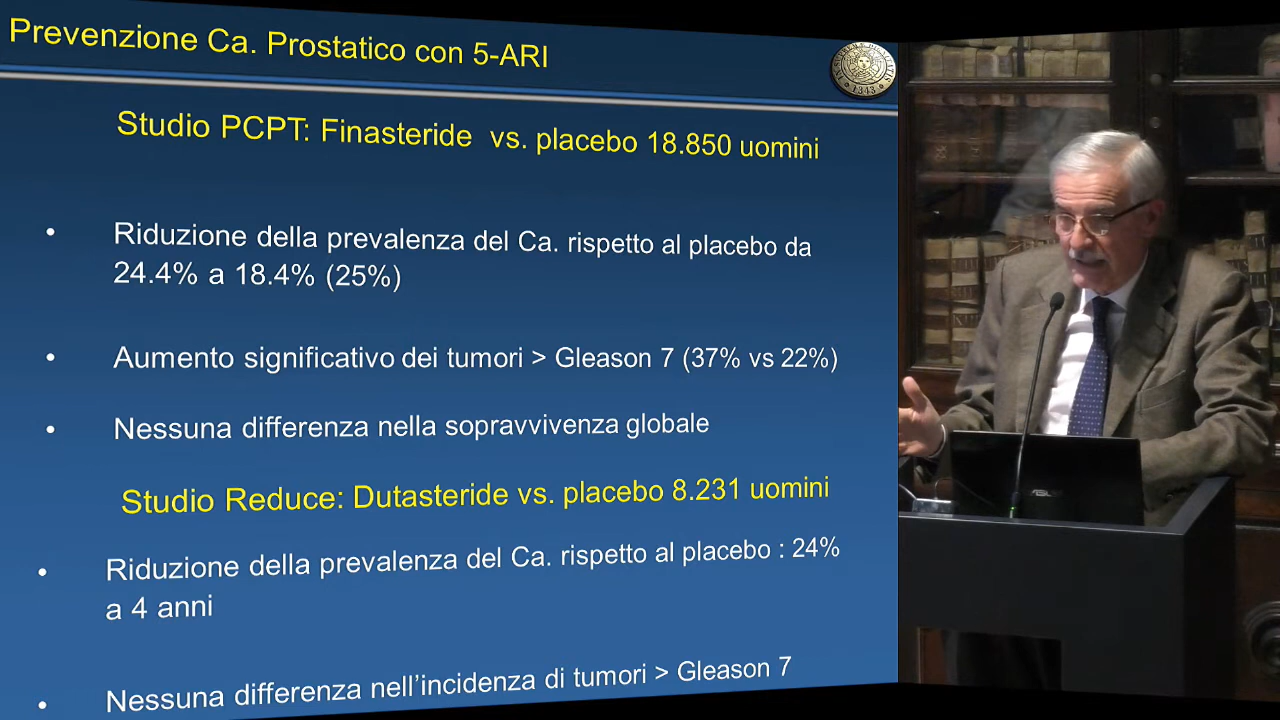 Prevenzione Ca. Prostatico con 5-ARI
1343
Studio PCPT: Finasteride vs. placebo 18.850 uomini
• Riduzione della prevalenza del Ca. rispetto al placebo da
24.4% a 18.4% (25%)
• Aumento significativo dei tumori > Gleason 7 (37% vs 22%)
• Nessuna differenza nella sopravvivenza globale
Studio Reduce: Dutasteride vs. placebo 8.231 uomini
• Riduzione della prevalenza del Ca. rispetto al placebo : 24%
a 4 anni
• Nessuna differenza nell'incidenza di tumori > Gleason 7
ASUS